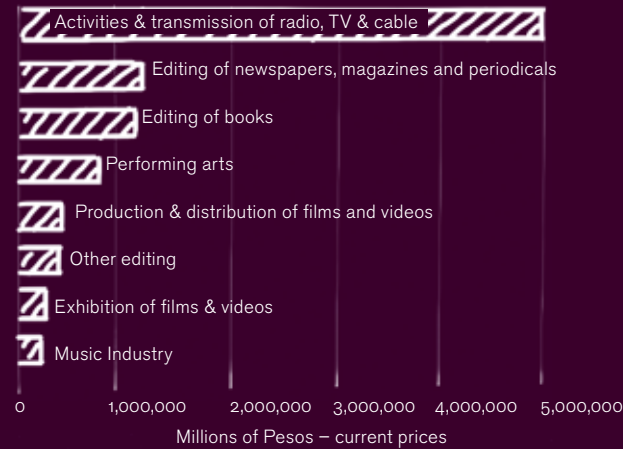 Activities & transmission of radio, TV & cable
Editing of newspapers, magazines and periodicals
Editing of books
Performing arts
Production & distribution of films and videos
Other editing
Exhibition of films & videos
Music Industry
0 1,000,000 2,000,000 3,000,000 4,000,000 5,000,000
Millions of Pesos – current prices